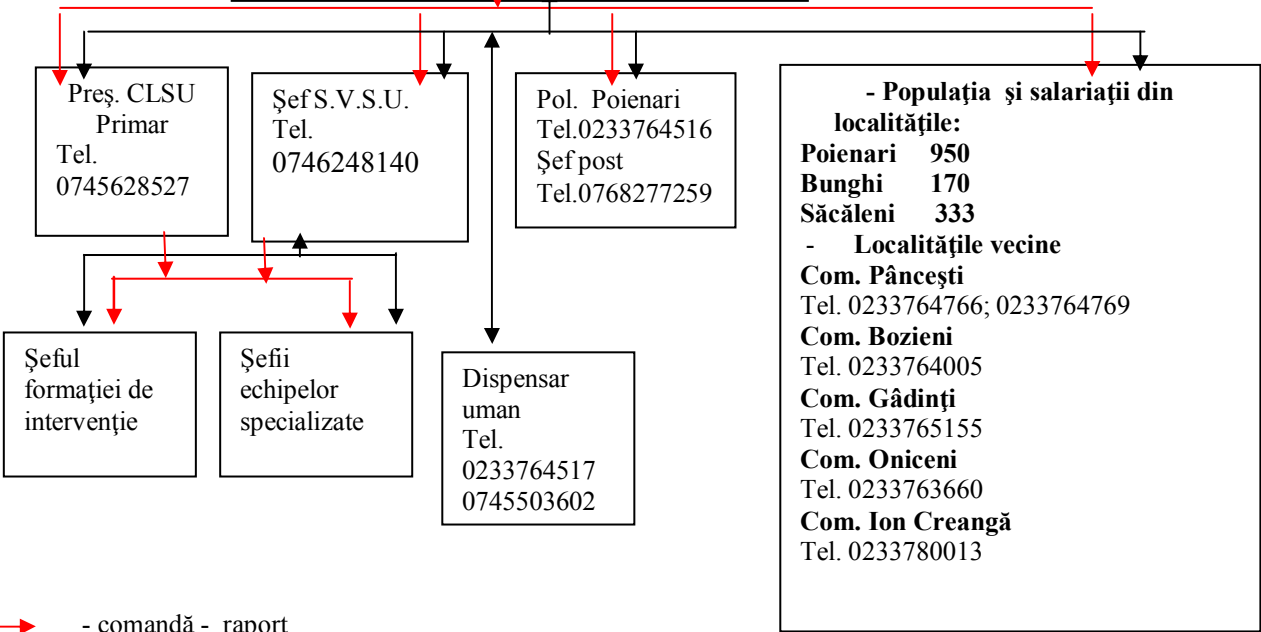 Preş. CLSU
Primar
Tel.
0745628527
Şef S.V.S.U.
Tel.
0746248140
Pol. Poienari
Tel.0233764516
Şef post
Tel.0768277259
- Populaţia şi salariaţii din
localităţile:
Poienari 950
Bunghi 170
Săcăleni 333
- Localităţile vecine
Com. Pânceşti
Tel. 0233764766; 0233764769
Com. Bozieni
Tel. 0233764005
Com. Gâdinţi
Tel. 0233765155
Com. Oniceni
Tel. 0233763660
Com. Ion Creangă
Tel. 0233780013
Şeful
formaţiei de
intervenţie
Şefii
echipelor
specializate
Dispensar
uman
Tel.
0233764517
0745503602
- comandă - raport